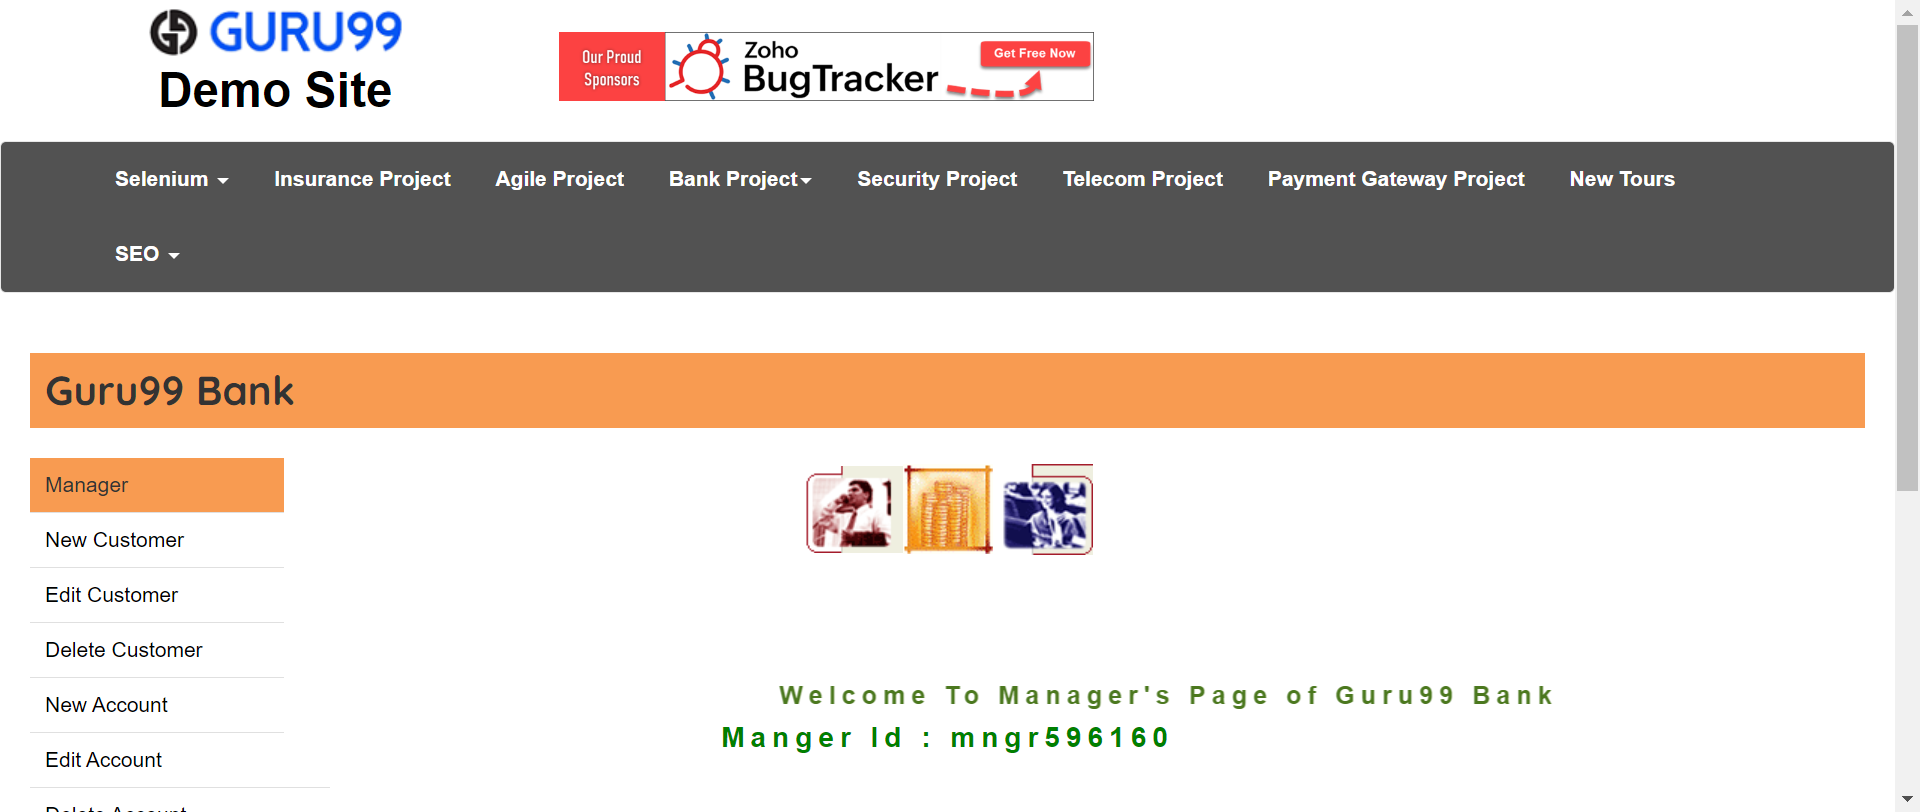 GURU99
Demo Site
Our Proud
Sponsors
Zoho
BugTracker
Get Free Now
Selenium
Insurance Project
Agile Project
Bank Project
Security Project
Telecom Project
Payment Gateway Project
New Tours
SEO
Guru99 Bank
Manager
New Customer
Edit Customer
Delete Customer
New Account
Edit Account
Delete Account
Welcome To Manager's Page of Guru99 Bank
Manger Id : mngr596160